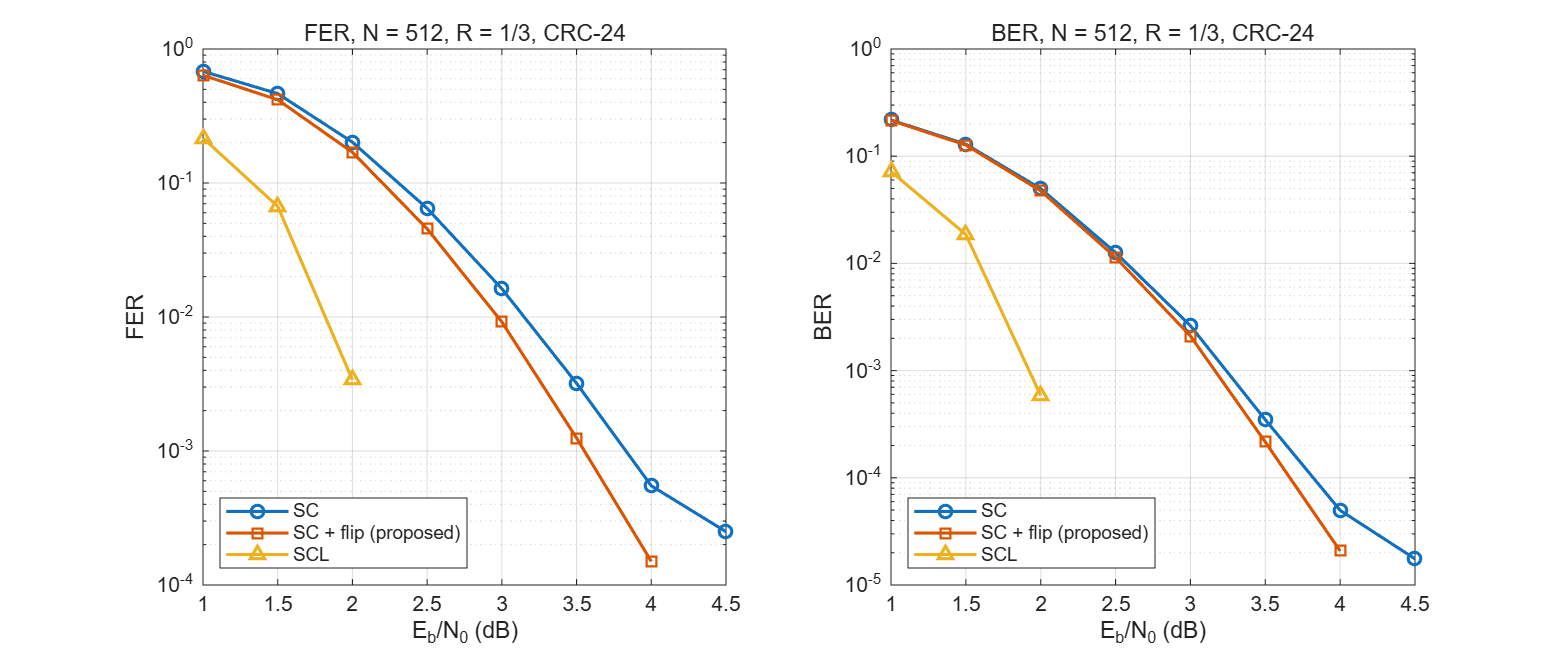 FER, N = 512, R = 1/3, CRC-24
10^0
10^-1
10^-2
10^-3
10^-4
FER
SC
SC + flip (proposed)
SCL
1 1.5 2 2.5 3 3.5 4 4.5
E_b/N_0 (dB)
BER, N = 512, R = 1/3, CRC-24
10^0
10^-1
10^-2
10^-3
10^-4
10^-5
BER
SC
SC + flip (proposed)
SCL
1 1.5 2 2.5 3 3.5 4 4.5
E_b/N_0 (dB)